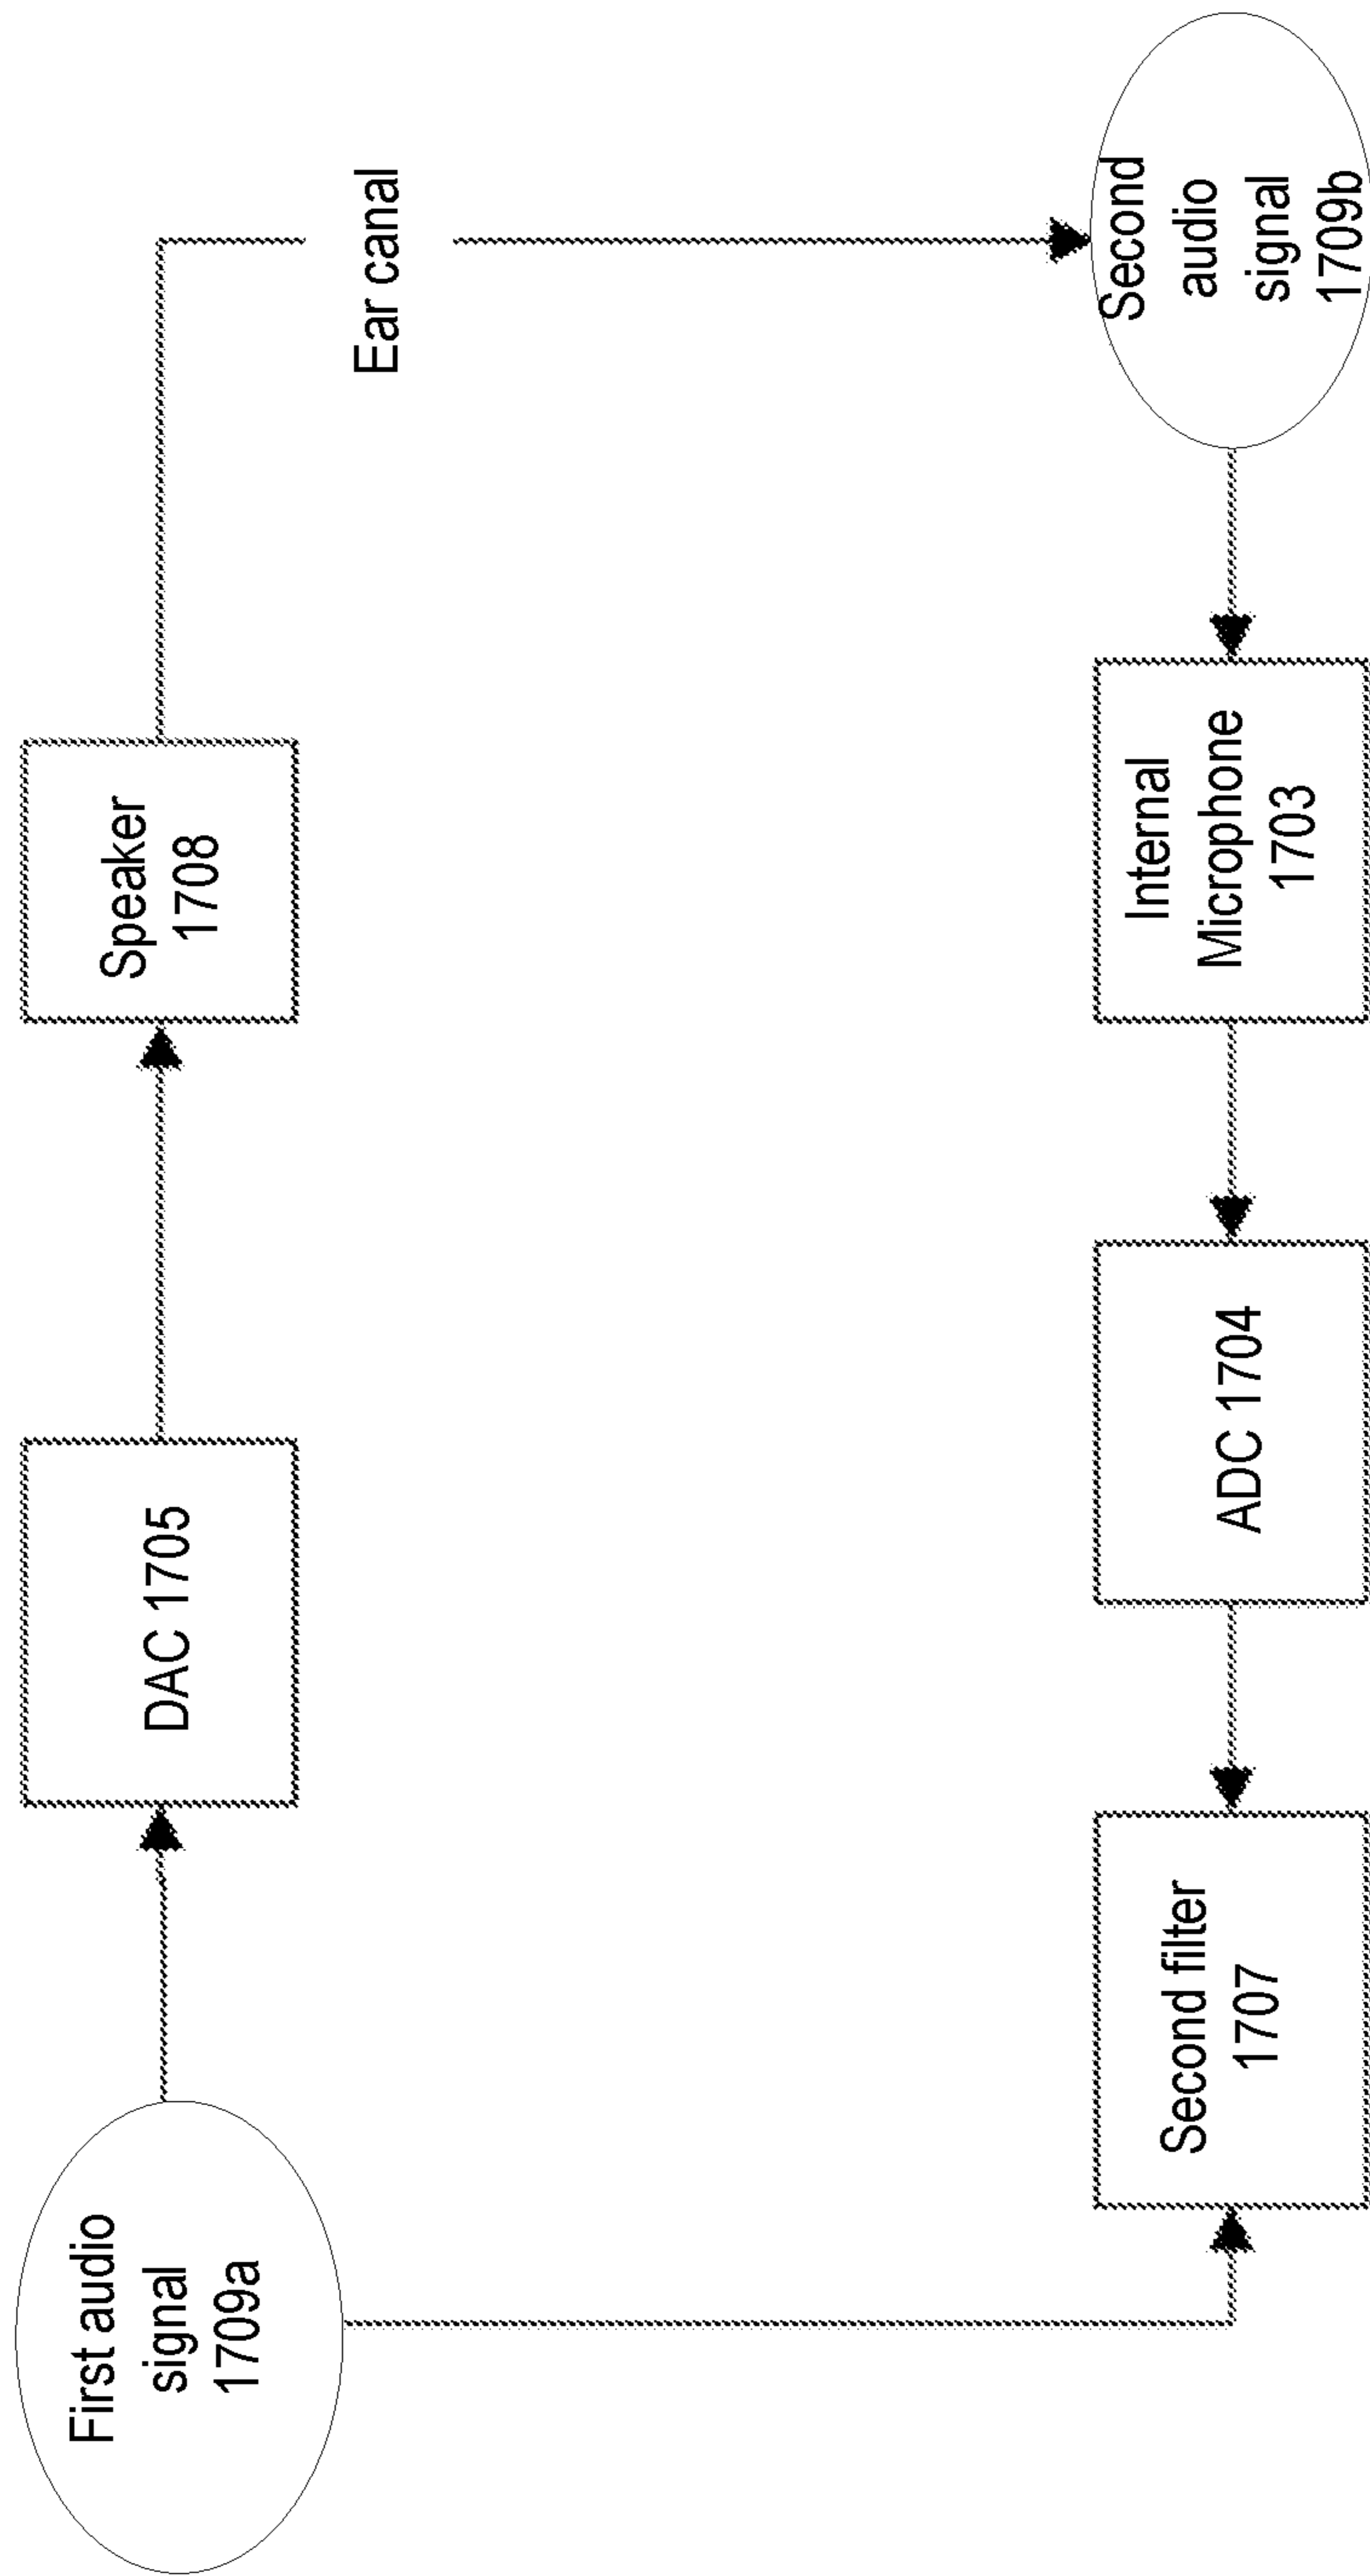 First audio
signal
1709a
DAC 1705
Speaker
1708
Ear canal
Second filter
1707
ADC 1704
Internal
Microphone
1703
Second
audio
signal
1709b